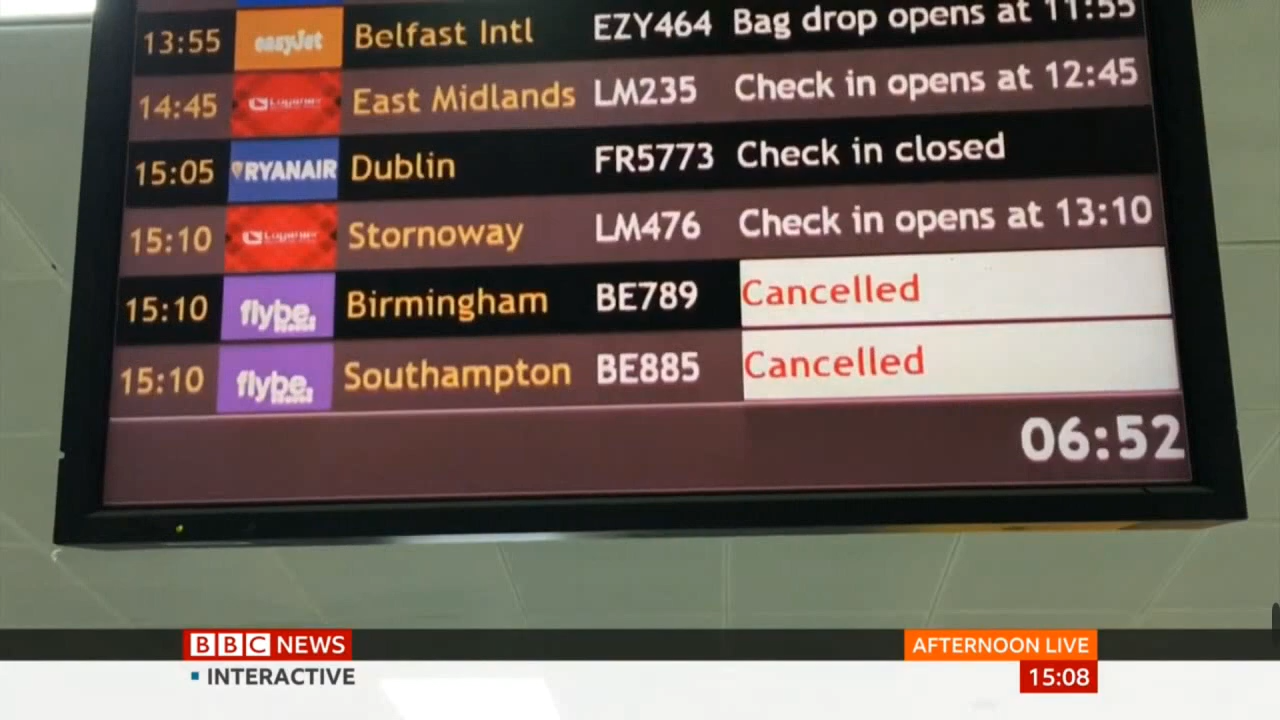 13:55 easyJet Belfast Intl EZY464 Bag drop opens at 11:55
14:45 East Midlands LM235 Check in opens at 12:45
15:05 RYANAIR Dublin FR5773 Check in closed
15:10 Stornoway LM476 Check in opens at 13:10
15:10 flybe. Birmingham BE789 Cancelled
15:10 flybe. Southampton BE885 Cancelled
06:52
BBC NEWS AFTERNOON LIVE
INTERACTIVE 15:08